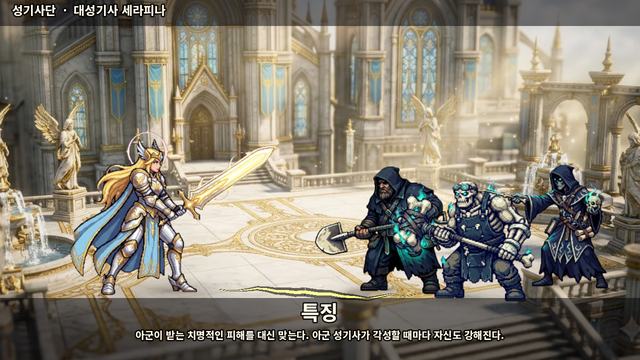 성기사단 · 대성기사 세라피나
특징
아군이 받는 치명적인 피해를 대신 맞는다. 아군 성기사가 각성할 때마다 자신도 강해진다.